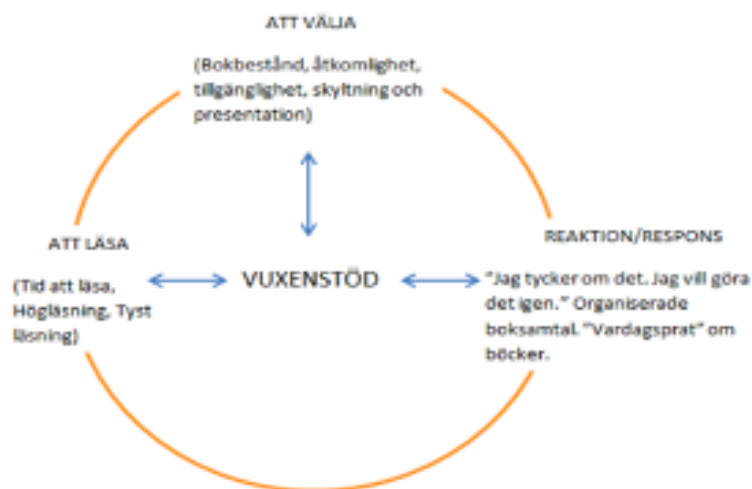 ATT VÄLJA
(Bokbestånd, åtkomlighet,
tillgänglighet, skyltning och
presentation)
ATT LÄSA
(Tid att läsa,
Högläsning, Tyst
läsning)
VUXENSTÖD
REAKTION/RESPONS
"Jag tycker om det. Jag vill göra
det igen." Organiserade
boksamtal. "Vardagsprat" om
böcker.